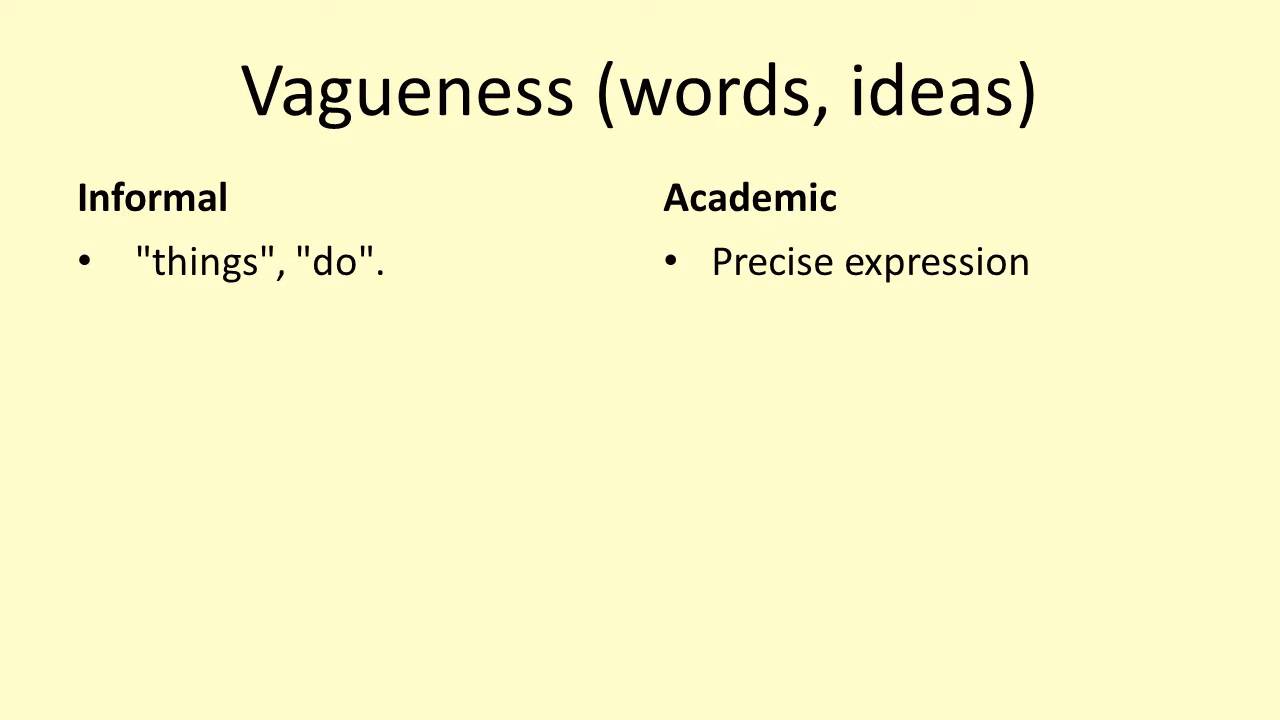 Vagueness (words, ideas)
Informal
• "things", "do".
Academic
• Precise expression